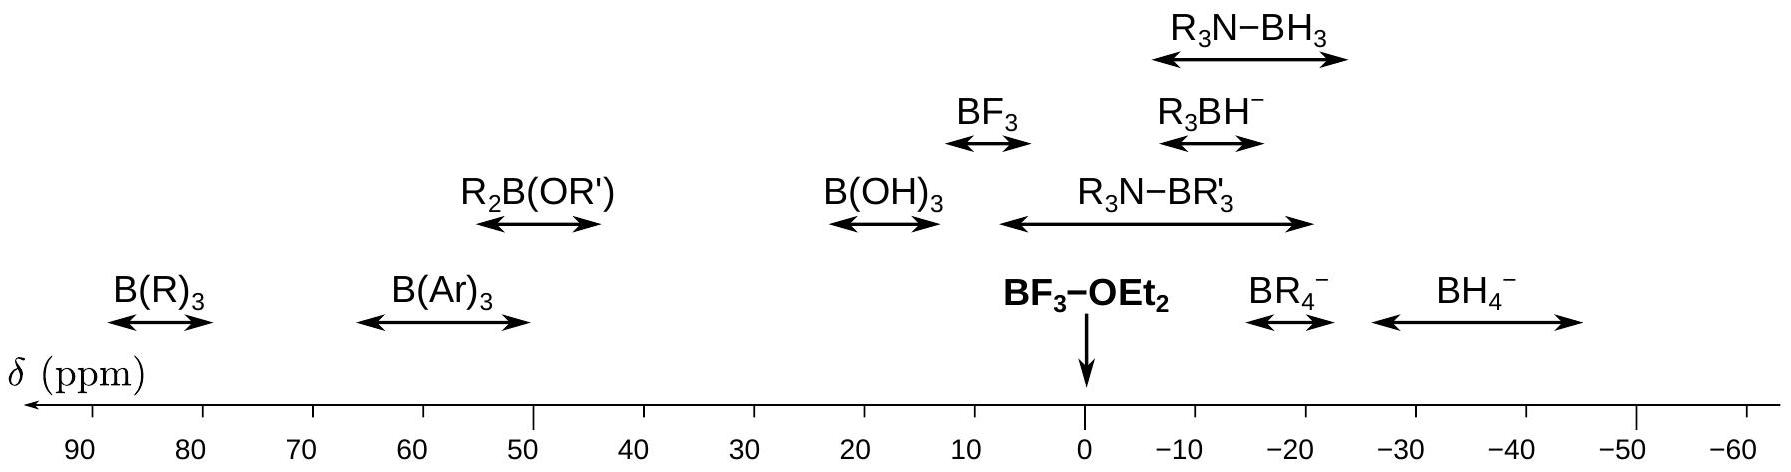 R₃N−BH₃
BF₃ R₃BH⁻
R₂B(OR') B(OH)₃ R₃N−BR'₃
B(R)₃ B(Ar)₃ BF₃−OEt₂ BR₄⁻ BH₄⁻
δ (ppm)
90 80 70 60 50 40 30 20 10 0 −10 −20 −30 −40 −50 −60